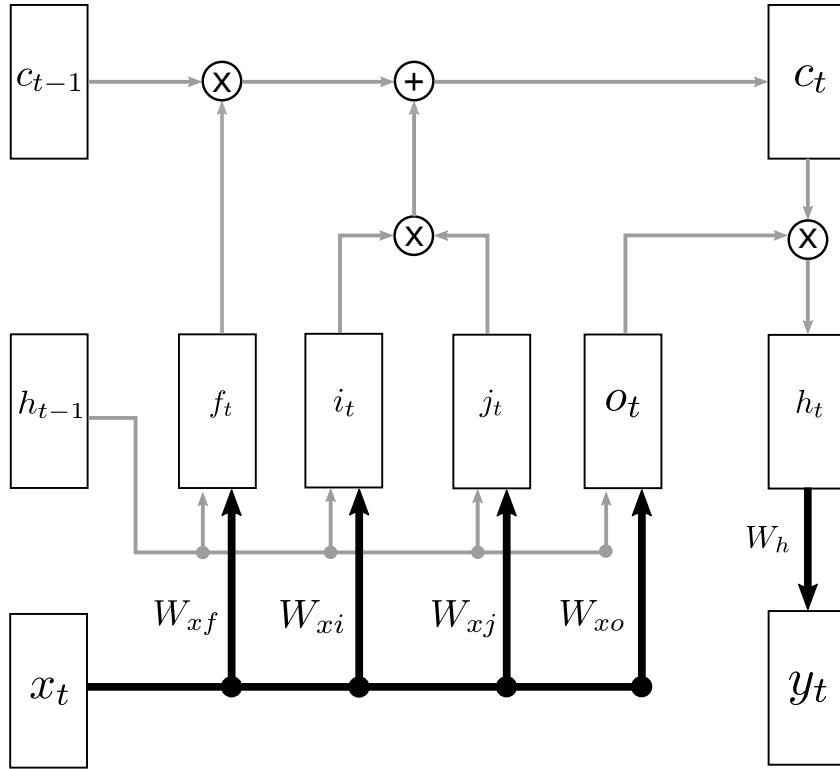 c_{t−1} × + c_t
× ×
h_{t−1} f_t i_t j_t o_t h_t
W_h
W_{xf} W_{xi} W_{xj} W_{xo}
x_t y_t